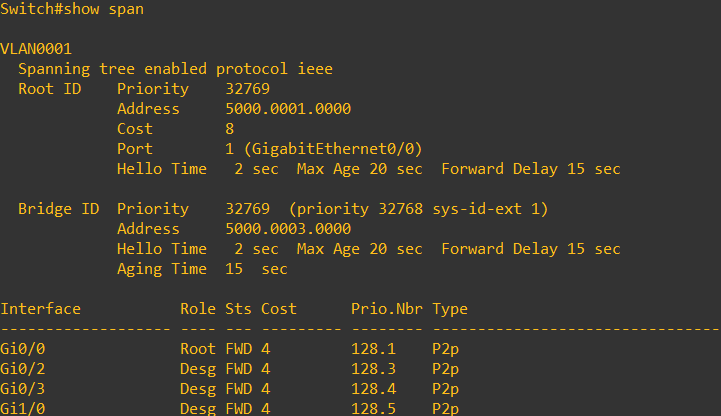 Switch#show span
VLAN0001
Spanning tree enabled protocol ieee
Root ID Priority 32769
Address 5000.0001.0000
Cost 8
Port 1 (GigabitEthernet0/0)
Hello Time 2 sec Max Age 20 sec Forward Delay 15 sec
Bridge ID Priority 32769 (priority 32768 sys-id-ext 1)
Address 5000.0003.0000
Hello Time 2 sec Max Age 20 sec Forward Delay 15 sec
Aging Time 15 sec
Interface Role Sts Cost Prio.Nbr Type
------------------- ---- --- --------- -------- --------------------------------
Gi0/0 Root FWD 4 128.1 P2p
Gi0/2 Desg FWD 4 128.3 P2p
Gi0/3 Desg FWD 4 128.4 P2p
Gi1/0 Desg FWD 4 128.5 P2p